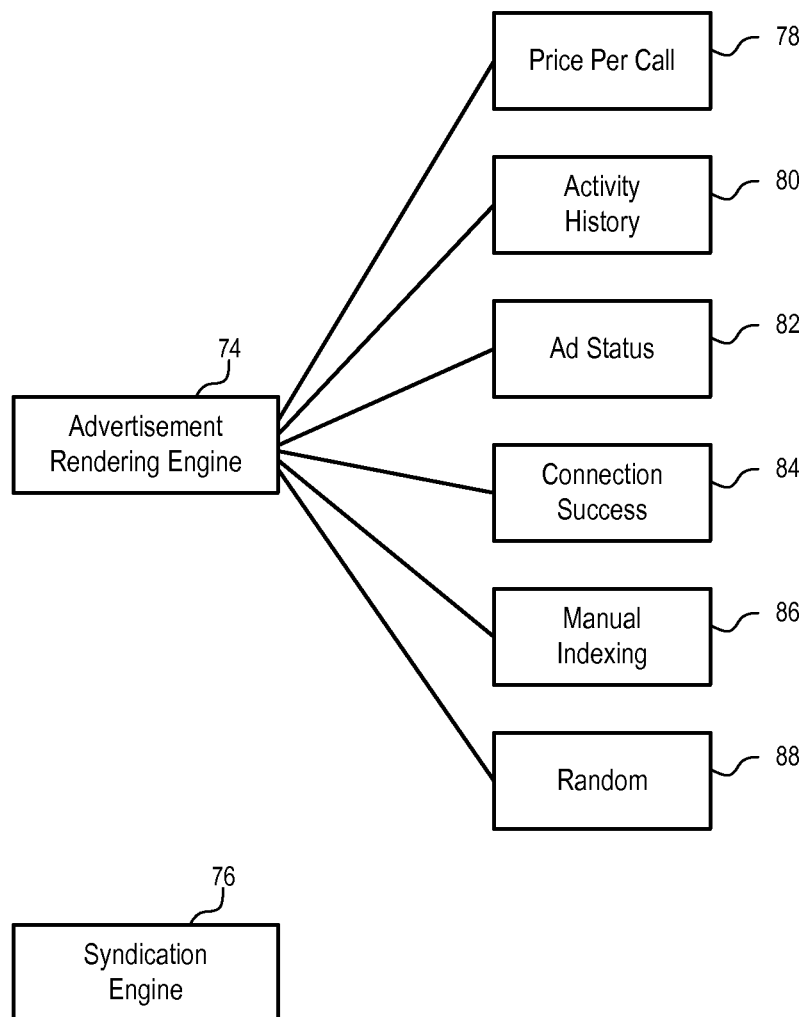 Price Per Call
78
Activity
History
80
Ad Status
82
74
Advertisement
Rendering Engine
Connection
Success
84
Manual
Indexing
86
Random
88
76
Syndication
Engine